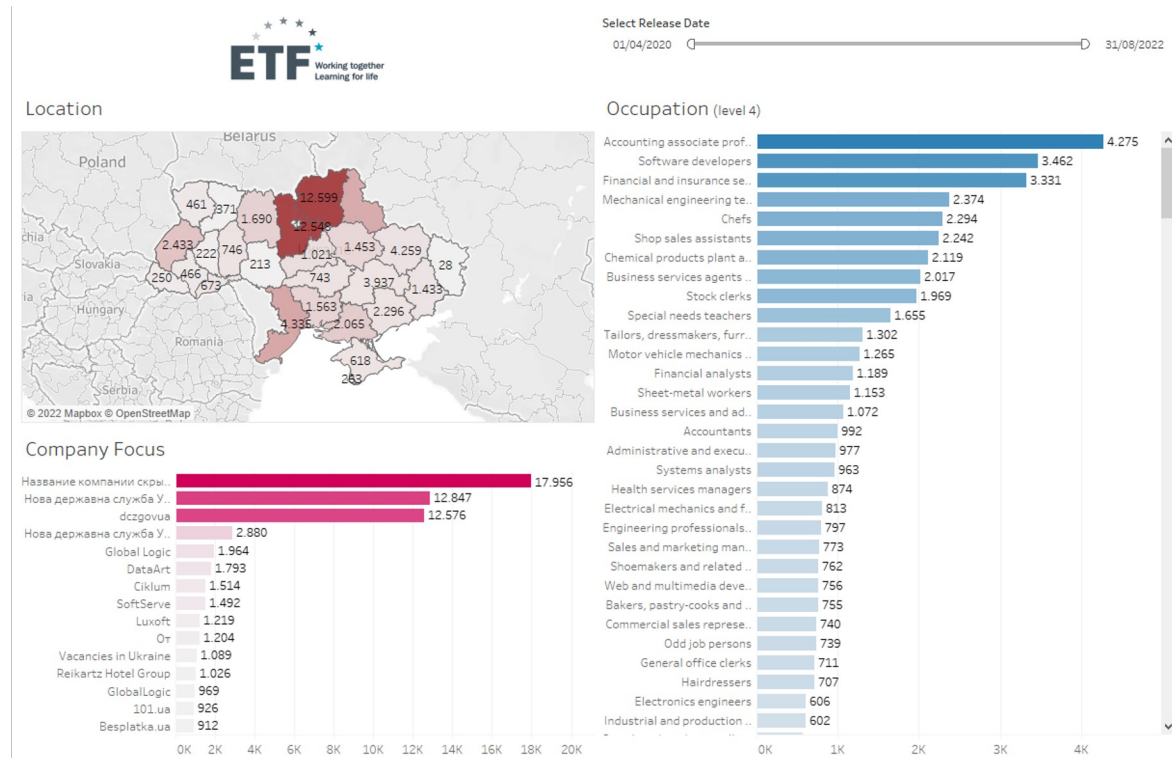 ETF
Working together
Learning for life
Select Release Date
01/04/2020
31/08/2022
Location
Belarus
Poland
Slovakia
Hungary
Romania
Serbia
461
371
1.690
12.599
12.548
2.433
222
746
213
1.021
1.453
4.259
28
250
466
673
743
3.937
1.433
4.335
1.563
2.065
2.296
618
263
© 2022 Mapbox © OpenStreetMap
Company Focus
Название компании скры.. 17.956
Нова державна служба У.. 12.847
dczgovua 12.576
Нова державна служба У.. 2.880
Global Logic 1.964
DataArt 1.793
Ciklum 1.514
SoftServe 1.492
Luxoft 1.219
От 1.204
Vacancies in Ukraine 1.089
Reikartz Hotel Group 1.026
GlobalLogic 969
101.ua 926
Besplatka.ua 912
0K 2K 4K 6K 8K 10K 12K 14K 16K 18K 20K
Occupation (level 4)
Accounting associate prof.. 4.275
Software developers 3.462
Financial and insurance se.. 3.331
Mechanical engineering te.. 2.374
Chefs 2.294
Shop sales assistants 2.242
Chemical products plant a.. 2.119
Business services agents .. 2.017
Stock clerks 1.969
Special needs teachers 1.655
Tailors, dressmakers, furr.. 1.302
Motor vehicle mechanics .. 1.265
Financial analysts 1.189
Sheet-metal workers 1.153
Business services and ad.. 1.072
Accountants 992
Administrative and execu.. 977
Systems analysts 963
Health services managers 874
Electrical mechanics and f.. 813
Engineering professionals.. 797
Sales and marketing man.. 773
Shoemakers and related .. 762
Web and multimedia deve.. 756
Bakers, pastry-cooks and .. 755
Commercial sales represe.. 740
Odd job persons 739
General office clerks 711
Hairdressers 707
Electronics engineers 606
Industrial and production .. 602
0K 1K 2K 3K 4K